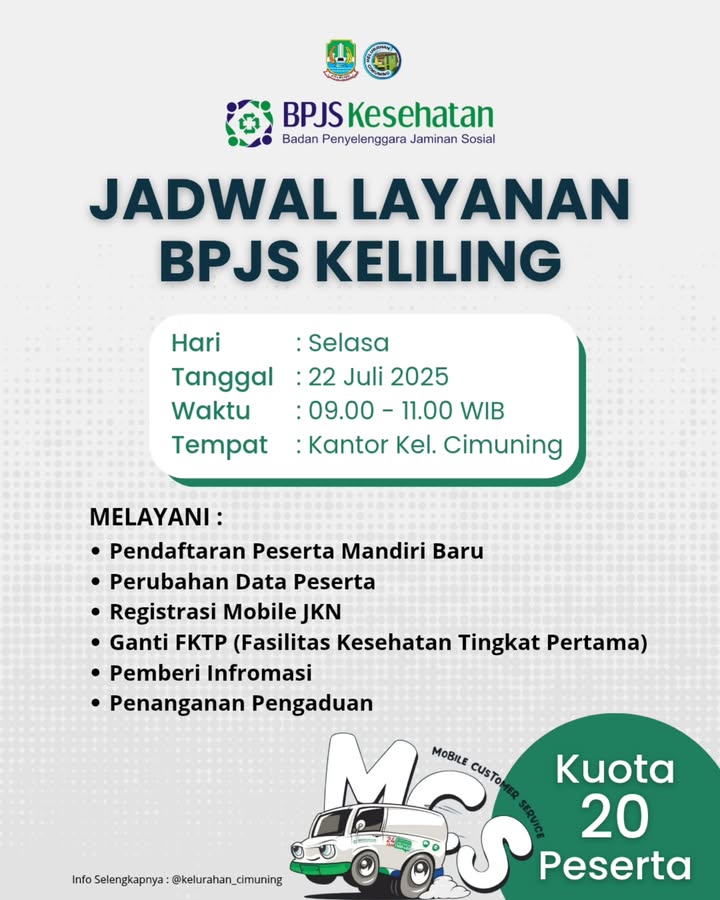 KELURAHAN
CIMUNING
BPJS Kesehatan
Badan Penyelenggara Jaminan Sosial
JADWAL LAYANAN
BPJS KELILING
Hari : Selasa
Tanggal : 22 Juli 2025
Waktu : 09.00 - 11.00 WIB
Tempat : Kantor Kel. Cimuning
MELAYANI :
• Pendaftaran Peserta Mandiri Baru
• Perubahan Data Peserta
• Registrasi Mobile JKN
• Ganti FKTP (Fasilitas Kesehatan Tingkat Pertama)
• Pemberi Infromasi
• Penanganan Pengaduan
MCS
MOBILE CUSTOMER SERVICE
Kuota
20
Peserta
Info Selengkapnya : @kelurahan_cimuning